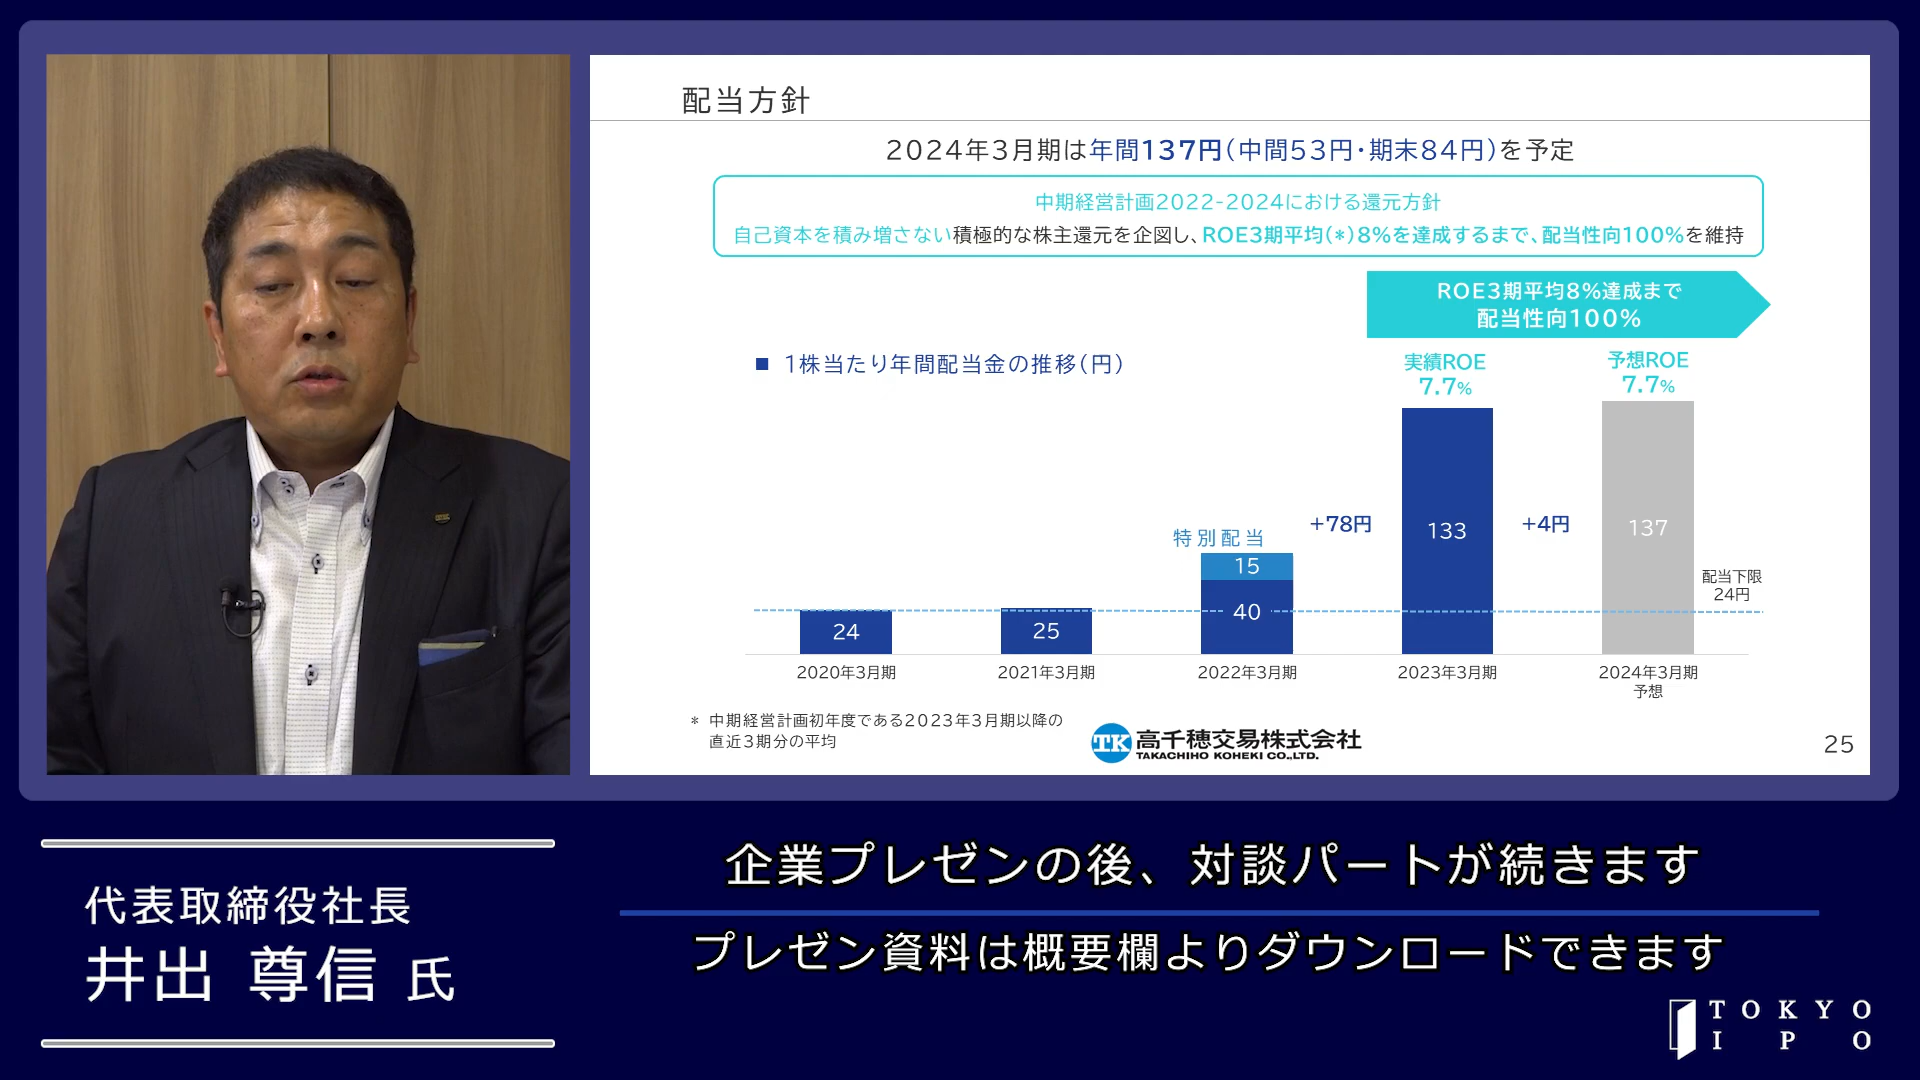 配当方針
2024年3月期は年間137円(中間53円・期末84円)を予定
中期経営計画2022-2024における還元方針
自己資本を積み増さない積極的な株主還元を企図し、ROE3期平均(*)8%を達成するまで、配当性向100%を維持
ROE3期平均8%達成まで
配当性向100%
■ 1株当たり年間配当金の推移(円)
実績ROE
7.7%
予想ROE
7.7%
特別配当
+78円
+4円
24
25
15
40
133
137
配当下限
24円
2020年3月期
2021年3月期
2022年3月期
2023年3月期
2024年3月期
予想
* 中期経営計画初年度である2023年3月期以降の
直近3期分の平均
TK 高千穂交易株式会社
TAKACHIHO KOHEKI CO.,LTD.
25
代表取締役社長
井出 尊信 氏
企業プレゼンの後、対談パートが続きます
プレゼン資料は概要欄よりダウンロードできます
TOKYO
IPO